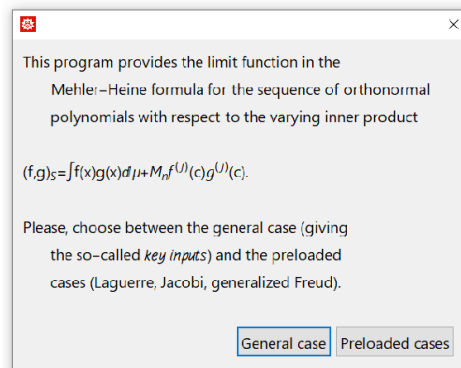 This program provides the limit function in the
Mehler–Heine formula for the sequence of orthonormal
polynomials with respect to the varying inner product
(f,g)ₛ=∫f(x)g(x)dμ+Mₙf⁽ʲ⁾(c)g⁽ʲ⁾(c).
Please, choose between the general case (giving
the so–called key inputs) and the preloaded
cases (Laguerre, Jacobi, generalized Freud).
General case Preloaded cases